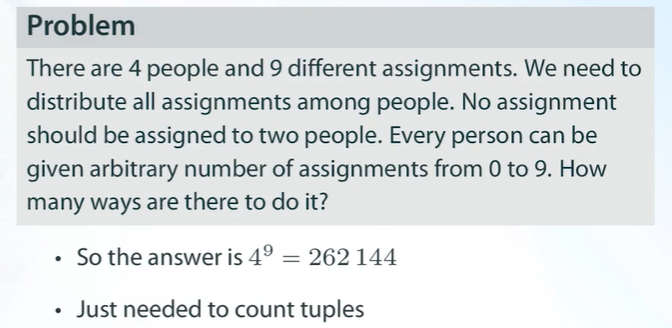 Problem
There are 4 people and 9 different assignments. We need to
distribute all assignments among people. No assignment
should be assigned to two people. Every person can be
given arbitrary number of assignments from 0 to 9. How
many ways are there to do it?
• So the answer is 4⁹ = 262 144
• Just needed to count tuples